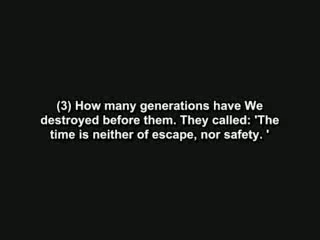 (3) How many generations have We
destroyed before them. They called: 'The
time is neither of escape, nor safety. '